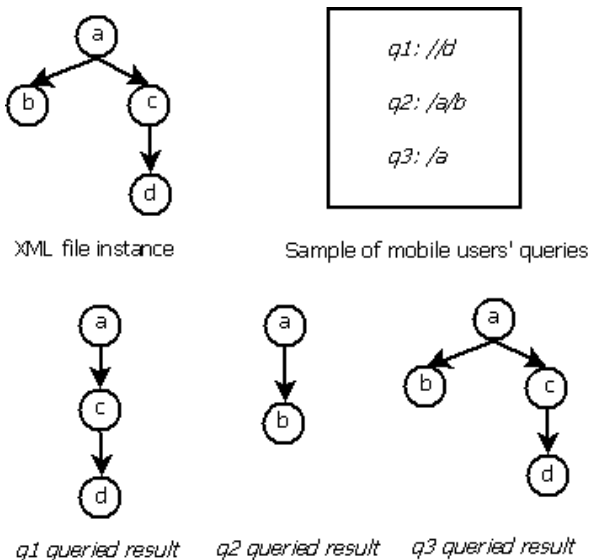 a
b
c
d
q1: //d
q2: /a/b
q3: /a
XML file instance
Sample of mobile users' queries
a
c
d
a
b
a
b
c
d
q1 queried result
q2 queried result
q3 queried result